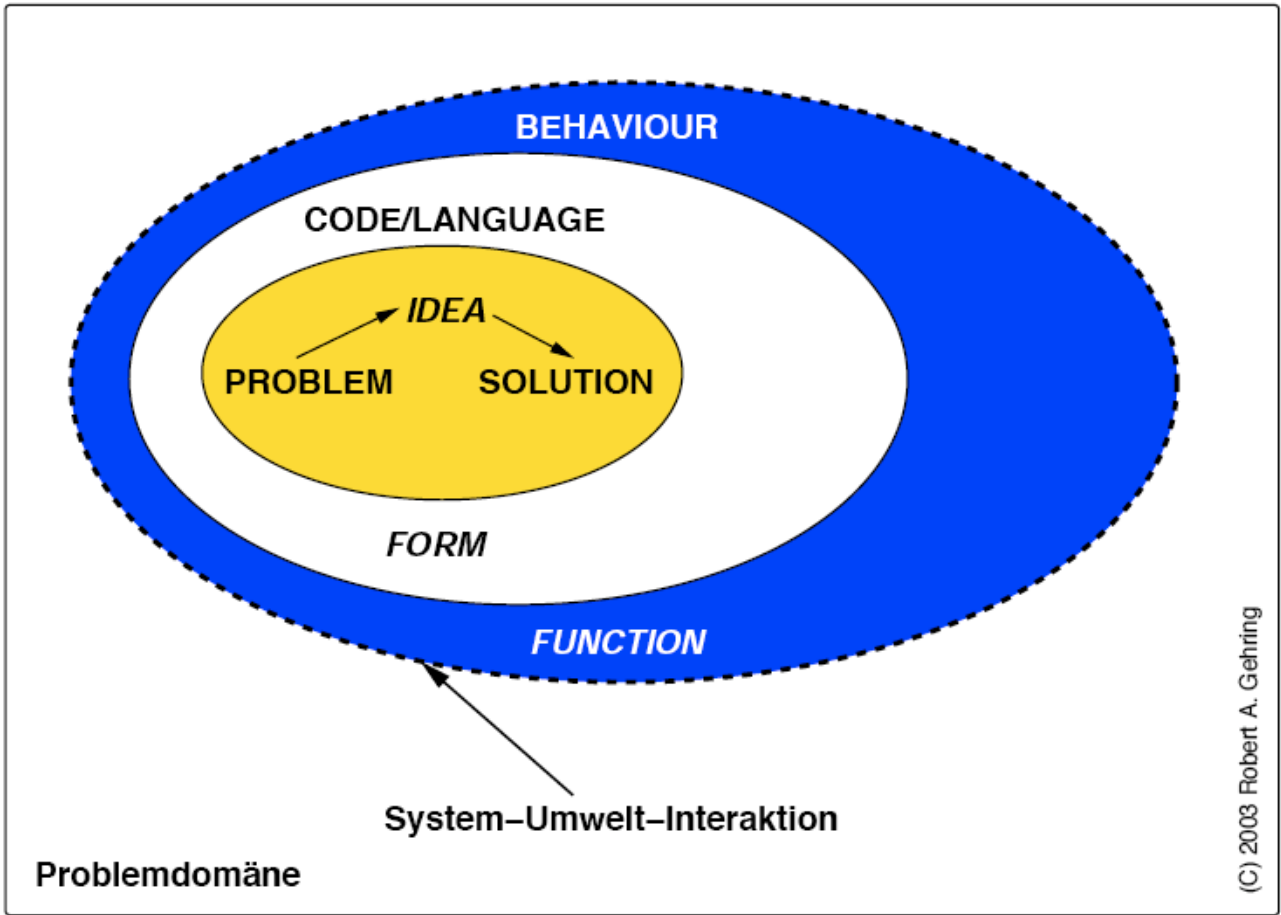 BEHAVIOUR
CODE/LANGUAGE
IDEA
PROBLEM SOLUTION
FORM
FUNCTION
System–Umwelt–Interaktion
Problemdomäne
(C) 2003 Robert A. Gehring